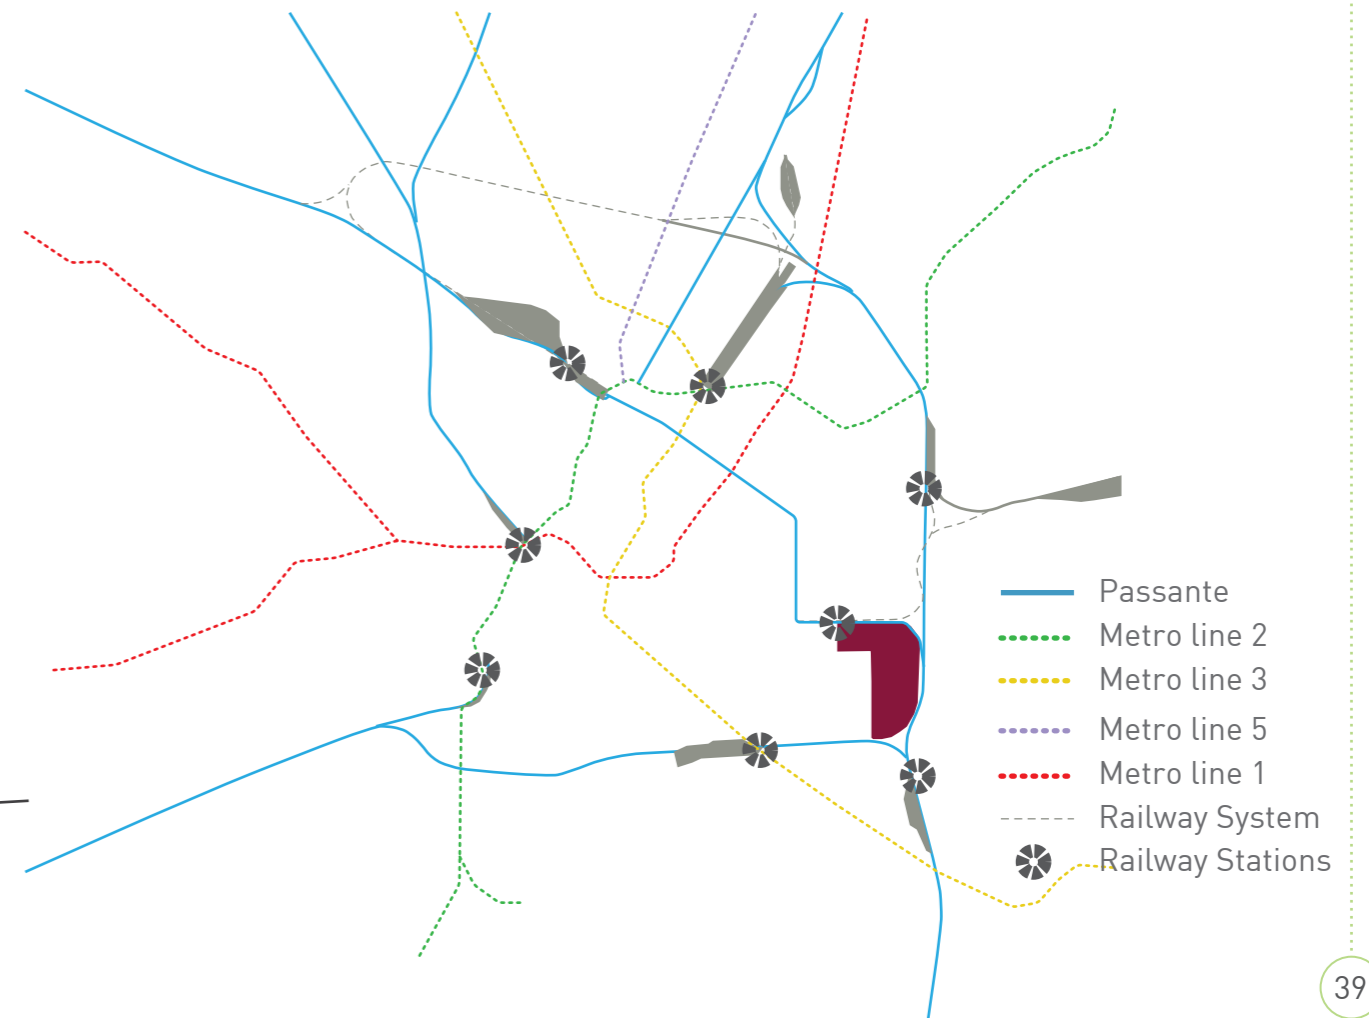 Passante
Metro line 2
Metro line 3
Metro line 5
Metro line 1
Railway System
Railway Stations
39